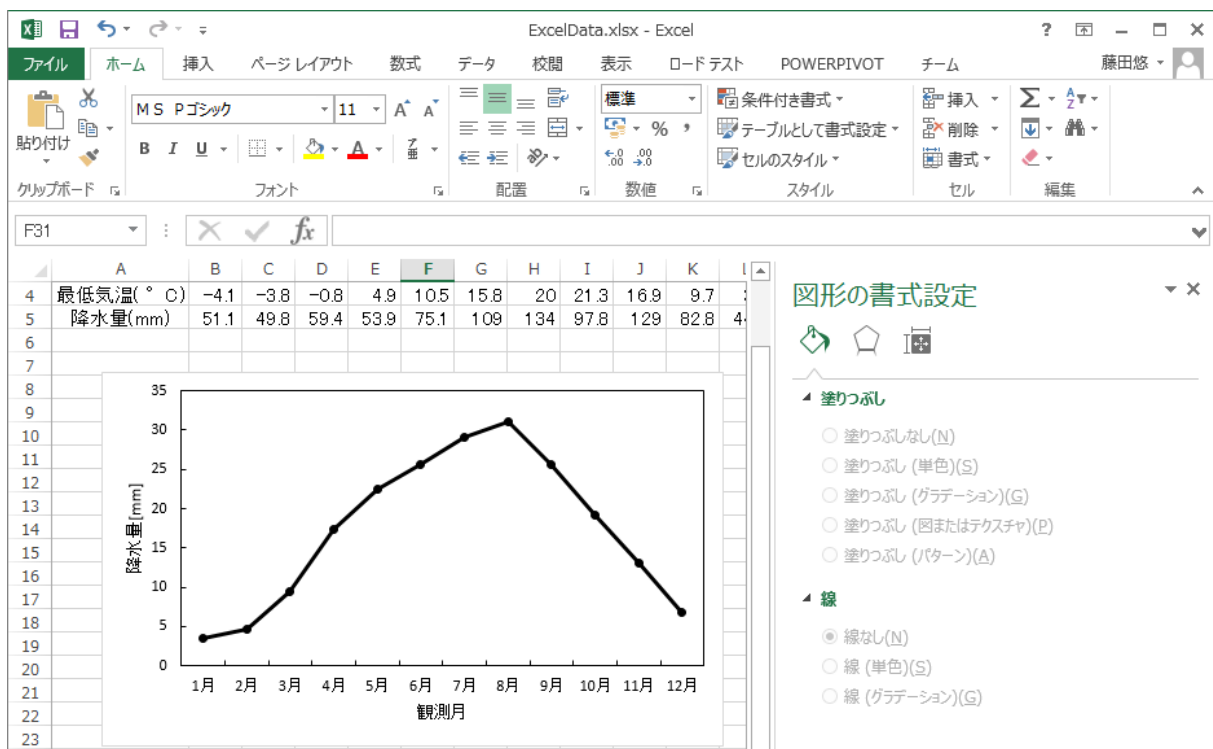 ExcelData.xlsx - Excel
ファイル ホーム 挿入 ページ レイアウト 数式 データ 校閲 表示 ロード テスト POWERPIVOT チーム 藤田悠
貼り付け
MS Pゴシック 11
B I U A
標準
%
条件付き書式
テーブルとして書式設定
セルのスタイル
挿入
削除
書式
クリップボード フォント 配置 数値 スタイル セル 編集
F31 fx
A B C D E F G H I J K L
4 最低気温(°C) -4.1 -3.8 -0.8 4.9 10.5 15.8 20 21.3 16.9 9.7
5 降水量(mm) 51.1 49.8 59.4 53.9 75.1 109 134 97.8 129 82.8
6
7
8
9
10
11
12
13
14
15
16
17
18
19
20
21
22
23
35
30
25
20
15
10
5
0
降水量[mm]
1月 2月 3月 4月 5月 6月 7月 8月 9月 10月 11月 12月
観測月
図形の書式設定
塗りつぶし
塗りつぶしなし(N)
塗りつぶし (単色)(S)
塗りつぶし (グラデーション)(G)
塗りつぶし (図またはテクスチャ)(P)
塗りつぶし (パターン)(A)
線
線なし(N)
線 (単色)(S)
線 (グラデーション)(G)